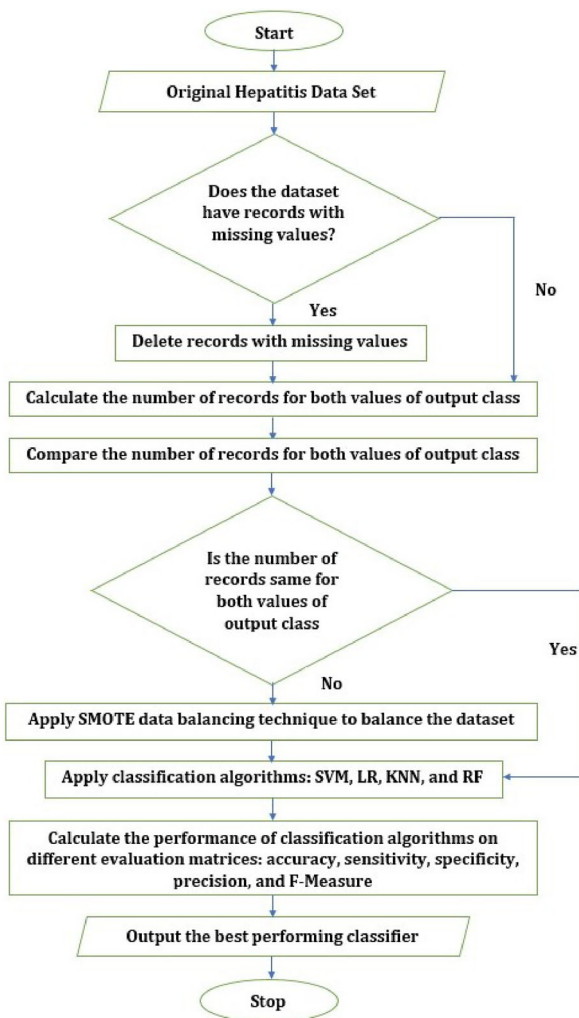 Start
Original Hepatitis Data Set
Does the dataset
have records with
missing values?
No
Yes
Delete records with missing values
Calculate the number of records for both values of output class
Compare the number of records for both values of output class
Is the number of
records same for
both values of
output class
Yes
No
Apply SMOTE data balancing technique to balance the dataset
Apply classification algorithms: SVM, LR, KNN, and RF
Calculate the performance of classification algorithms on
different evaluation matrices: accuracy, sensitivity, specificity,
precision, and F-Measure
Output the best performing classifier
Stop